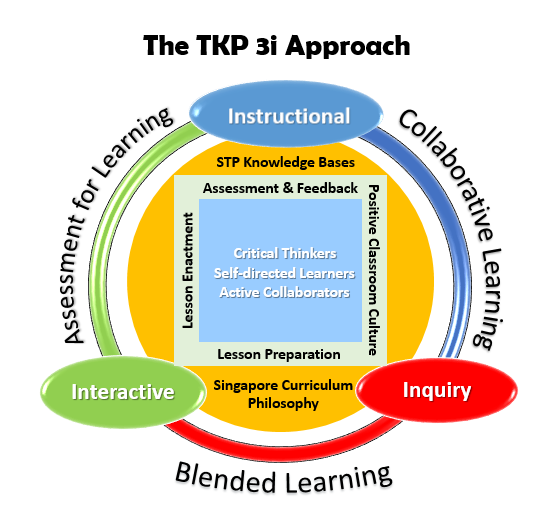 The TKP 3i Approach
Instructional
Assessment for Learning
Collaborative Learning
STP Knowledge Bases
Assessment & Feedback
Lesson Enactment
Positive Classroom Culture
Critical Thinkers
Self-directed Learners
Active Collaborators
Lesson Preparation
Interactive
Singapore Curriculum
Philosophy
Inquiry
Blended Learning